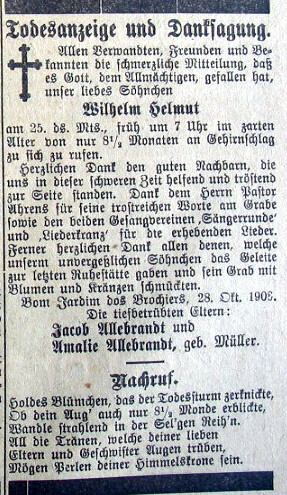 Todesanzeige und Danksagung.
Allen Verwandten, Freunden und Be-
kannten die schmerzliche Mitteilung, daß
es Gott, dem Allmächtigen, gefallen hat,
unser liebes Söhnchen
Wilhelm Helmut
am 25. ds. Mts., früh um 7 Uhr im zarten
Alter von nur 8½ Monaten an Gehirnschlag
zu sich zu rufen.
Herzlichen Dank den guten Nachbarn, die
uns in dieser schweren Zeit helfend und tröstend
zur Seite standen. Dank dem Herrn Pastor
Ahrens für seine trostreichen Worte am Grabe
sowie den beiden Gesangvereinen ‚Sängerrunde‘
und ‚Liederkranz‘ für die erhebenden Lieder.
Ferner herzlichen Dank allen denen, welche
unserm unvergeßlichen Söhnchen das Geleite
zur letzten Ruhestätte gaben und sein Grab mit
Blumen und Kränzen schmückten.
Vom Jardim dos Brochiers, 28. Okt. 1908.
Die tiefbetrübten Eltern:
Jacob Allebrandt und
Amalie Allebrandt, geb. Müller.
Nachruf.
Holdes Blümchen, das der Todesturm zerknickte,
Ob dein Aug' auch nur 8½ Monde erblickte,
Wandle strahlend in der Sel'gen Reih'n.
All die Tränen, welche deiner lieben
Eltern und Geschwister Augen trüben,
Mögen Perlen deiner Himmelskrone sein.